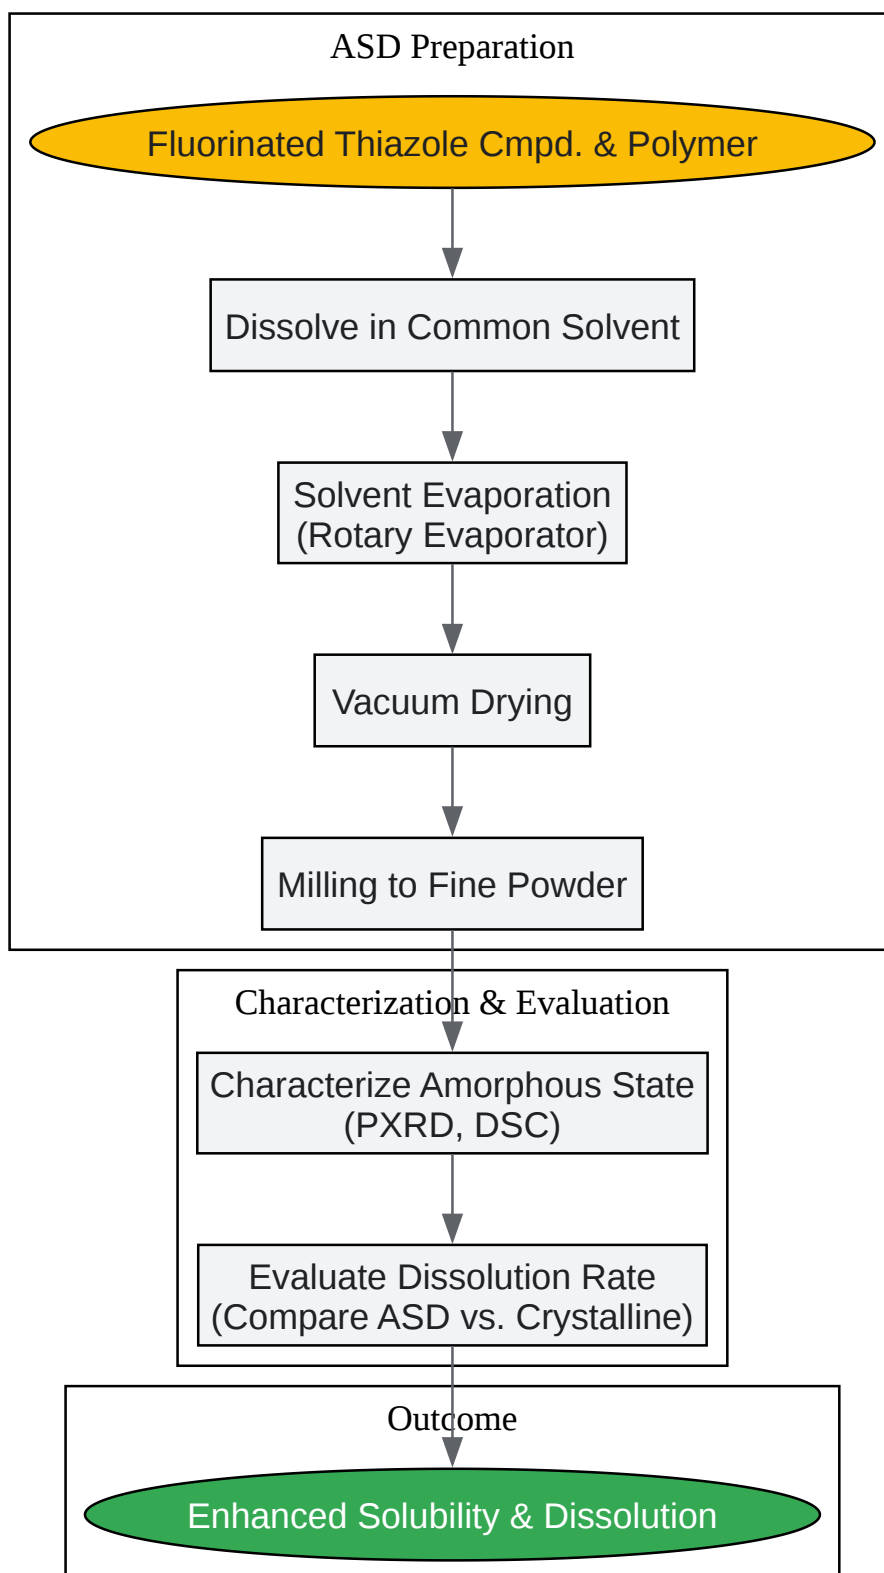 ASD Preparation
Fluorinated Thiazole Cmpd. & Polymer
Dissolve in Common Solvent
Solvent Evaporation
(Rotary Evaporator)
Vacuum Drying
Milling to Fine Powder
Characterization & Evaluation
Characterize Amorphous State
(PXRD, DSC)
Evaluate Dissolution Rate
(Compare ASD vs. Crystalline)
Outcome
Enhanced Solubility & Dissolution